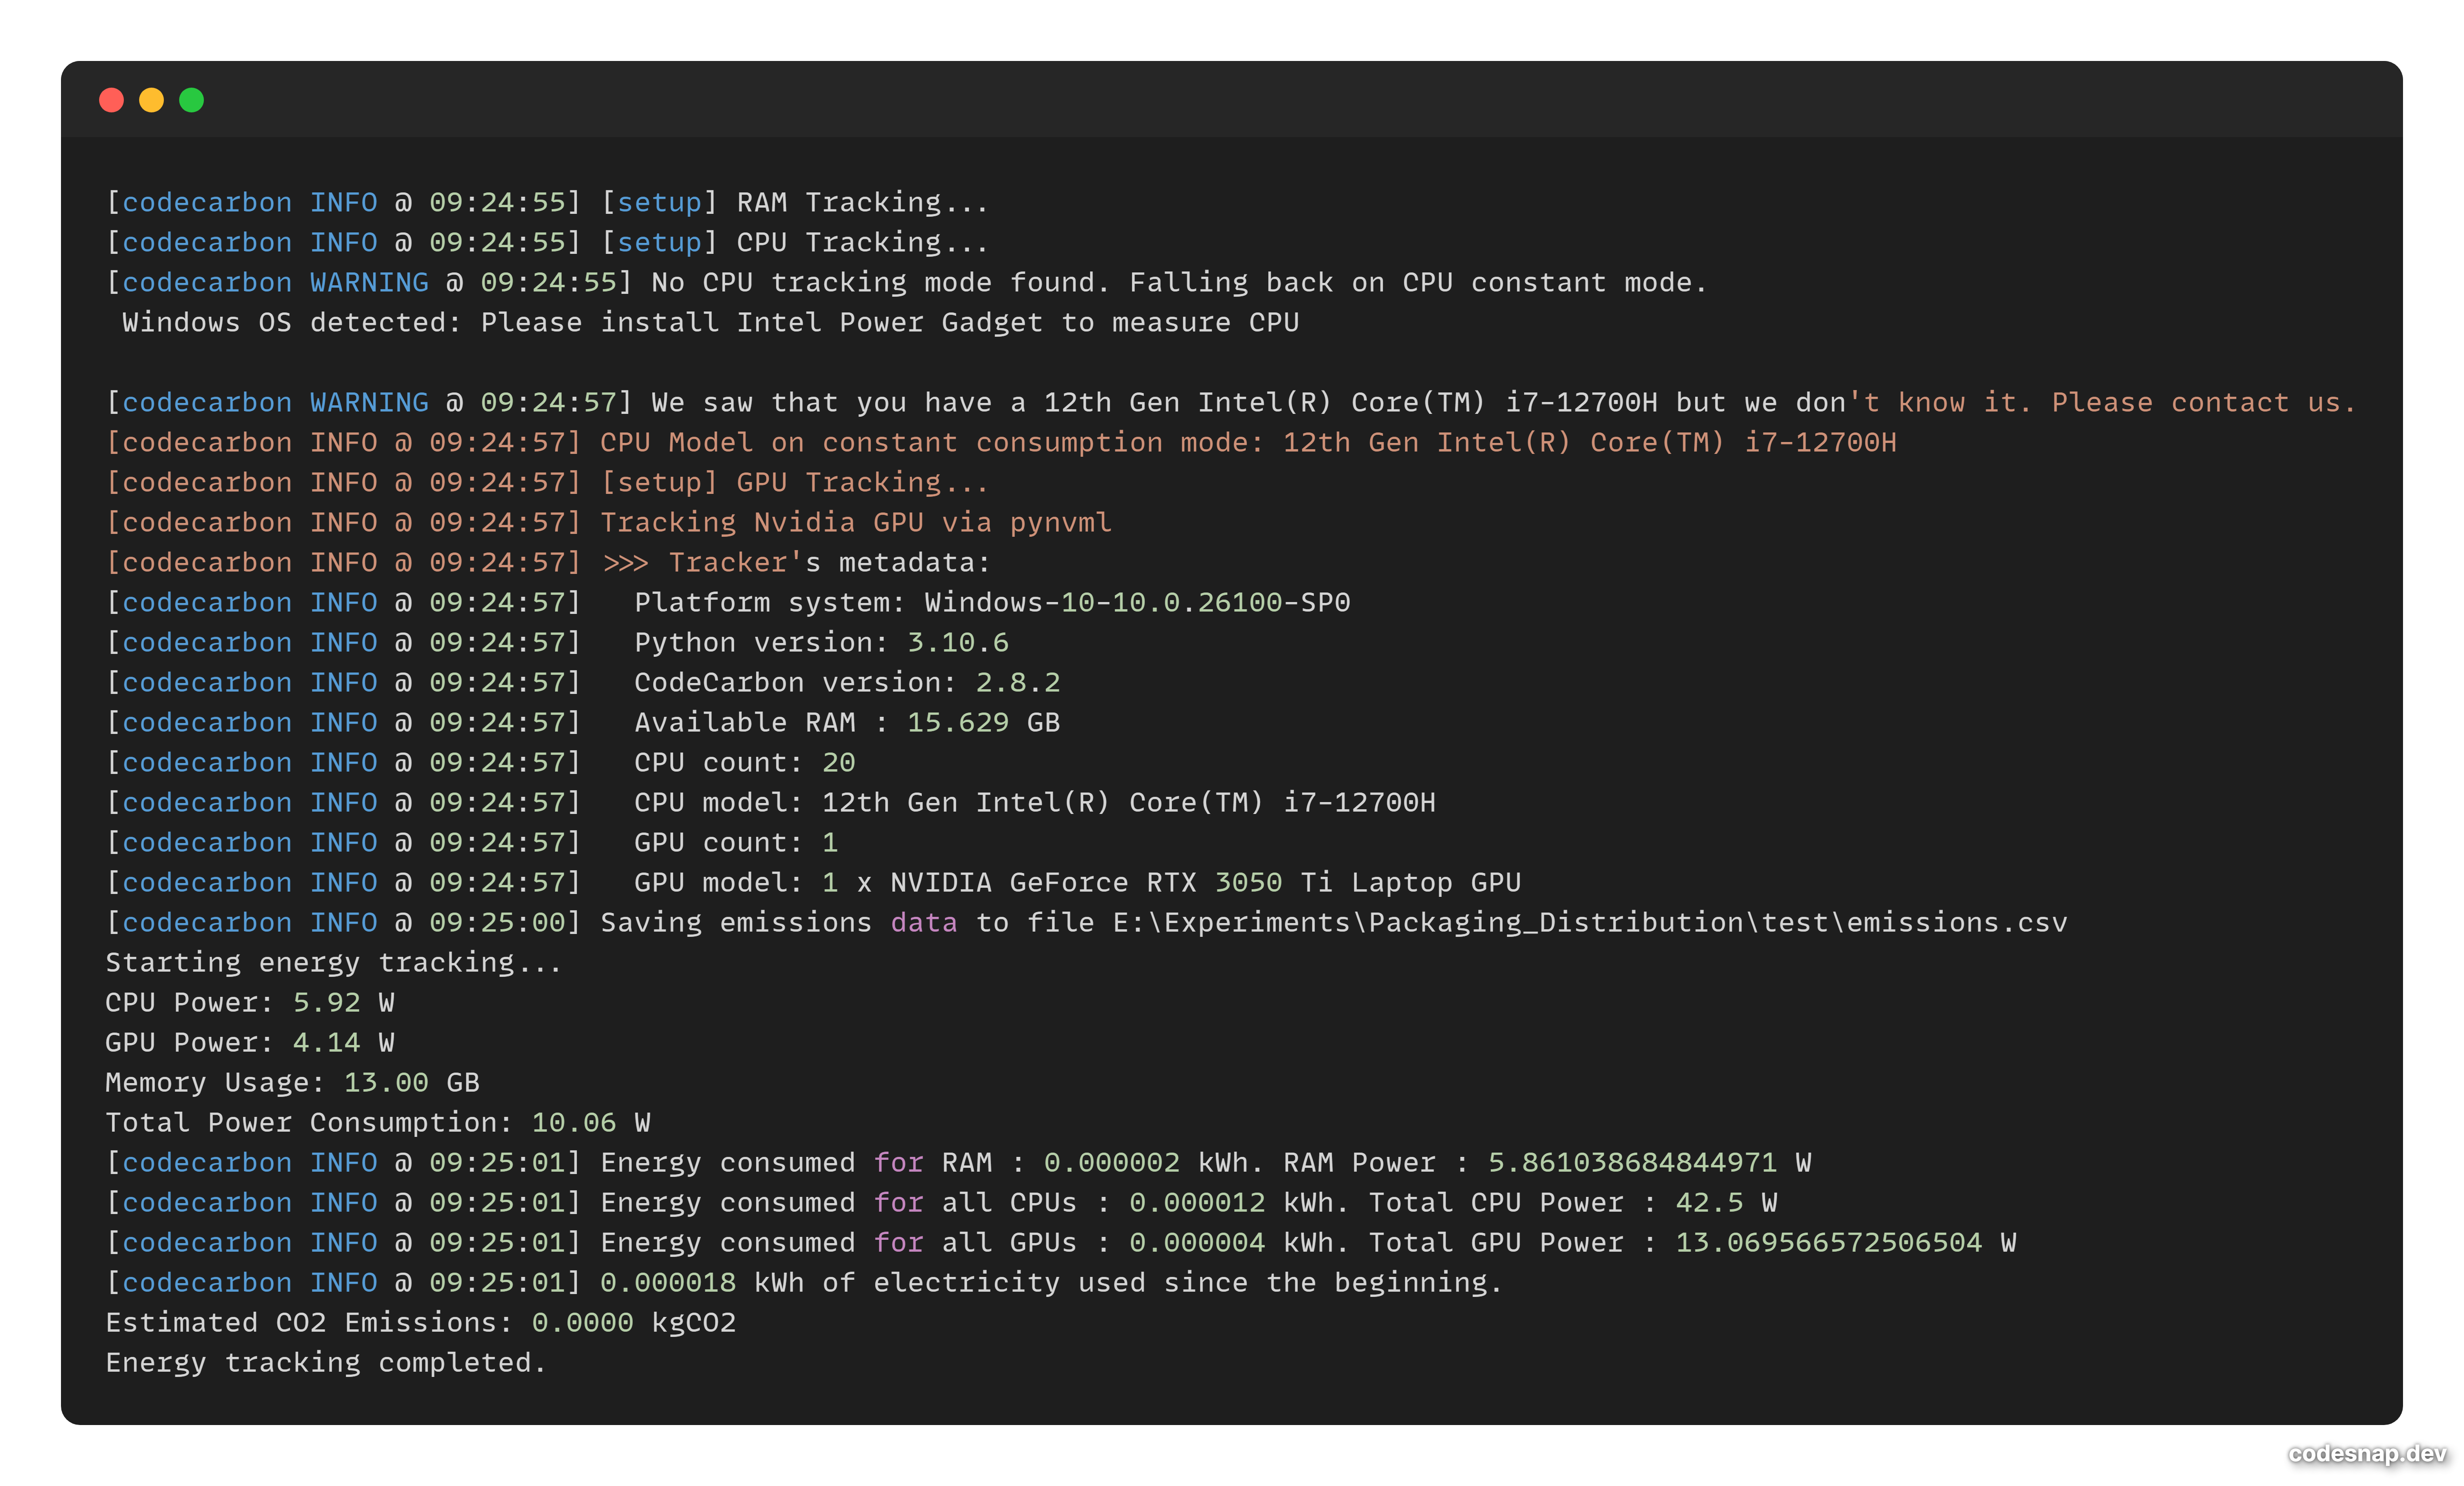 [codecarbon INFO @ 09:24:55] [setup] RAM Tracking...
[codecarbon INFO @ 09:24:55] [setup] CPU Tracking...
[codecarbon WARNING @ 09:24:55] No CPU tracking mode found. Falling back on CPU constant mode.
 Windows OS detected: Please install Intel Power Gadget to measure CPU

[codecarbon WARNING @ 09:24:57] We saw that you have a 12th Gen Intel(R) Core(TM) i7-12700H but we don't know it. Please contact us.
[codecarbon INFO @ 09:24:57] CPU Model on constant consumption mode: 12th Gen Intel(R) Core(TM) i7-12700H
[codecarbon INFO @ 09:24:57] [setup] GPU Tracking...
[codecarbon INFO @ 09:24:57] Tracking Nvidia GPU via pynvml
[codecarbon INFO @ 09:24:57] >>> Tracker's metadata:
[codecarbon INFO @ 09:24:57]   Platform system: Windows-10-10.0.26100-SP0
[codecarbon INFO @ 09:24:57]   Python version: 3.10.6
[codecarbon INFO @ 09:24:57]   CodeCarbon version: 2.8.2
[codecarbon INFO @ 09:24:57]   Available RAM : 15.629 GB
[codecarbon INFO @ 09:24:57]   CPU count: 20
[codecarbon INFO @ 09:24:57]   CPU model: 12th Gen Intel(R) Core(TM) i7-12700H
[codecarbon INFO @ 09:24:57]   GPU count: 1
[codecarbon INFO @ 09:24:57]   GPU model: 1 x NVIDIA GeForce RTX 3050 Ti Laptop GPU
[codecarbon INFO @ 09:25:00] Saving emissions data to file E:\Experiments\Packaging_Distribution\test\emissions.csv
Starting energy tracking...
CPU Power: 5.92 W
GPU Power: 4.14 W
Memory Usage: 13.00 GB
Total Power Consumption: 10.06 W
[codecarbon INFO @ 09:25:01] Energy consumed for RAM : 0.000002 kWh. RAM Power : 5.861038684844971 W
[codecarbon INFO @ 09:25:01] Energy consumed for all CPUs : 0.000012 kWh. Total CPU Power : 42.5 W
[codecarbon INFO @ 09:25:01] Energy consumed for all GPUs : 0.000004 kWh. Total GPU Power : 13.069566572506504 W
[codecarbon INFO @ 09:25:01] 0.000018 kWh of electricity used since the beginning.
Estimated CO2 Emissions: 0.0000 kgCO2
Energy tracking completed.
codesnap.dev